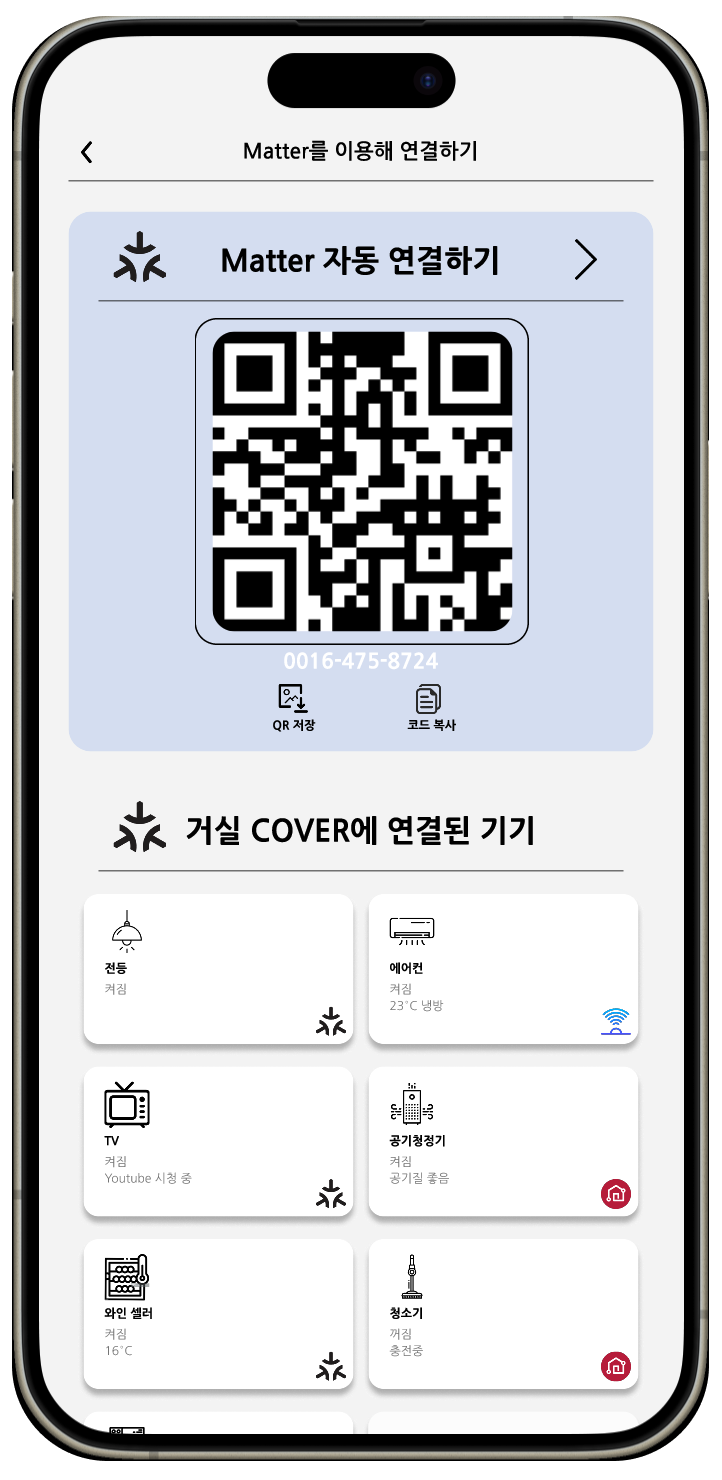 Matter를 이용해 연결하기
Matter 자동 연결하기
0016-475-8724
QR 저장
코드 복사
거실 COVER에 연결된 기기
전등
켜짐
에어컨
켜짐
23°C 냉방
TV
켜짐
Youtube 시청 중
공기청정기
켜짐
공기질 좋음
와인 셀러
켜짐
16°C
청소기
꺼짐
충전중